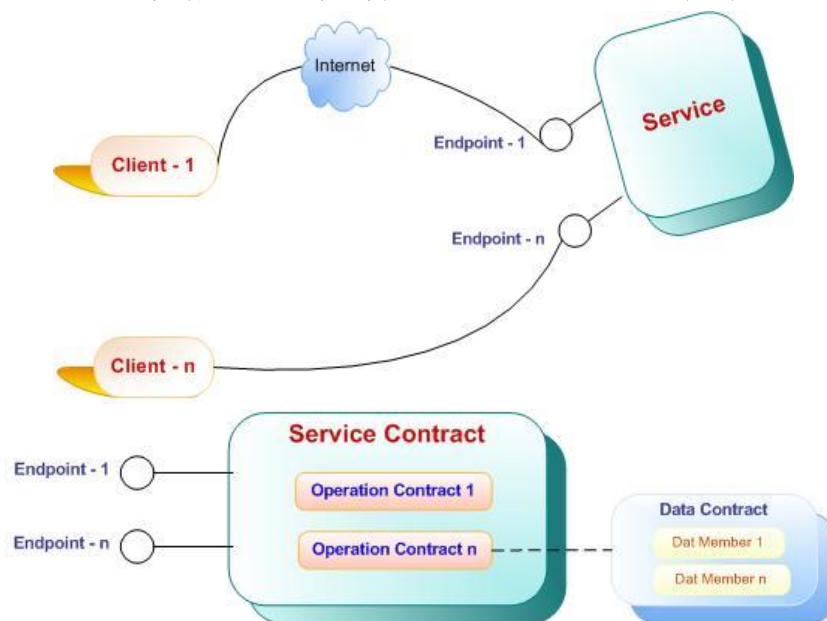 Internet
Service
Endpoint - 1
Client - 1
Endpoint - n
Client - n
Service Contract
Endpoint - 1
Operation Contract 1
Data Contract
Endpoint - n
Operation Contract n
Dat Member 1
Dat Member n